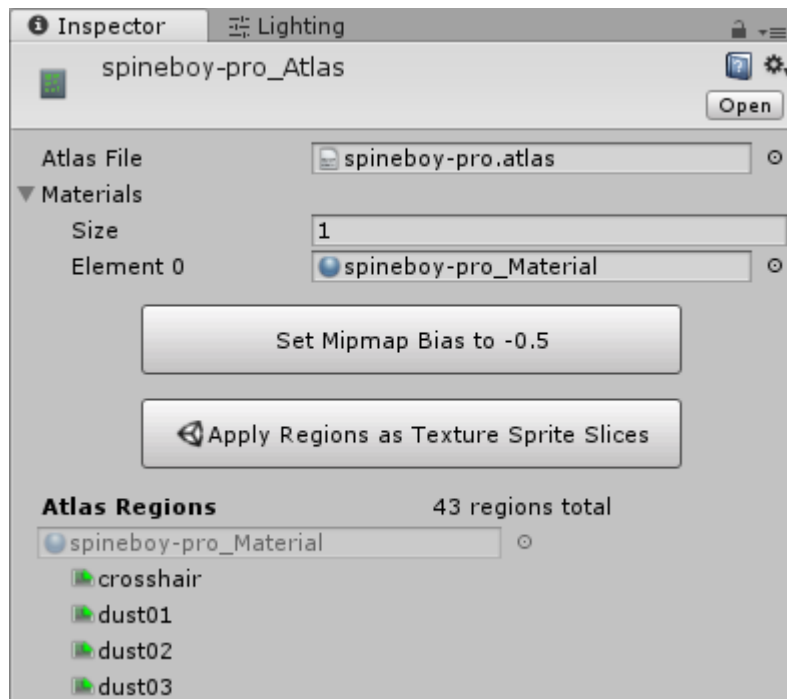 Inspector Lighting
spineboy-pro_Atlas
Open
Atlas File spineboy-pro.atlas
Materials
Size 1
Element 0 spineboy-pro_Material
Set Mipmap Bias to -0.5
Apply Regions as Texture Sprite Slices
Atlas Regions 43 regions total
spineboy-pro_Material
crosshair
dust01
dust02
dust03